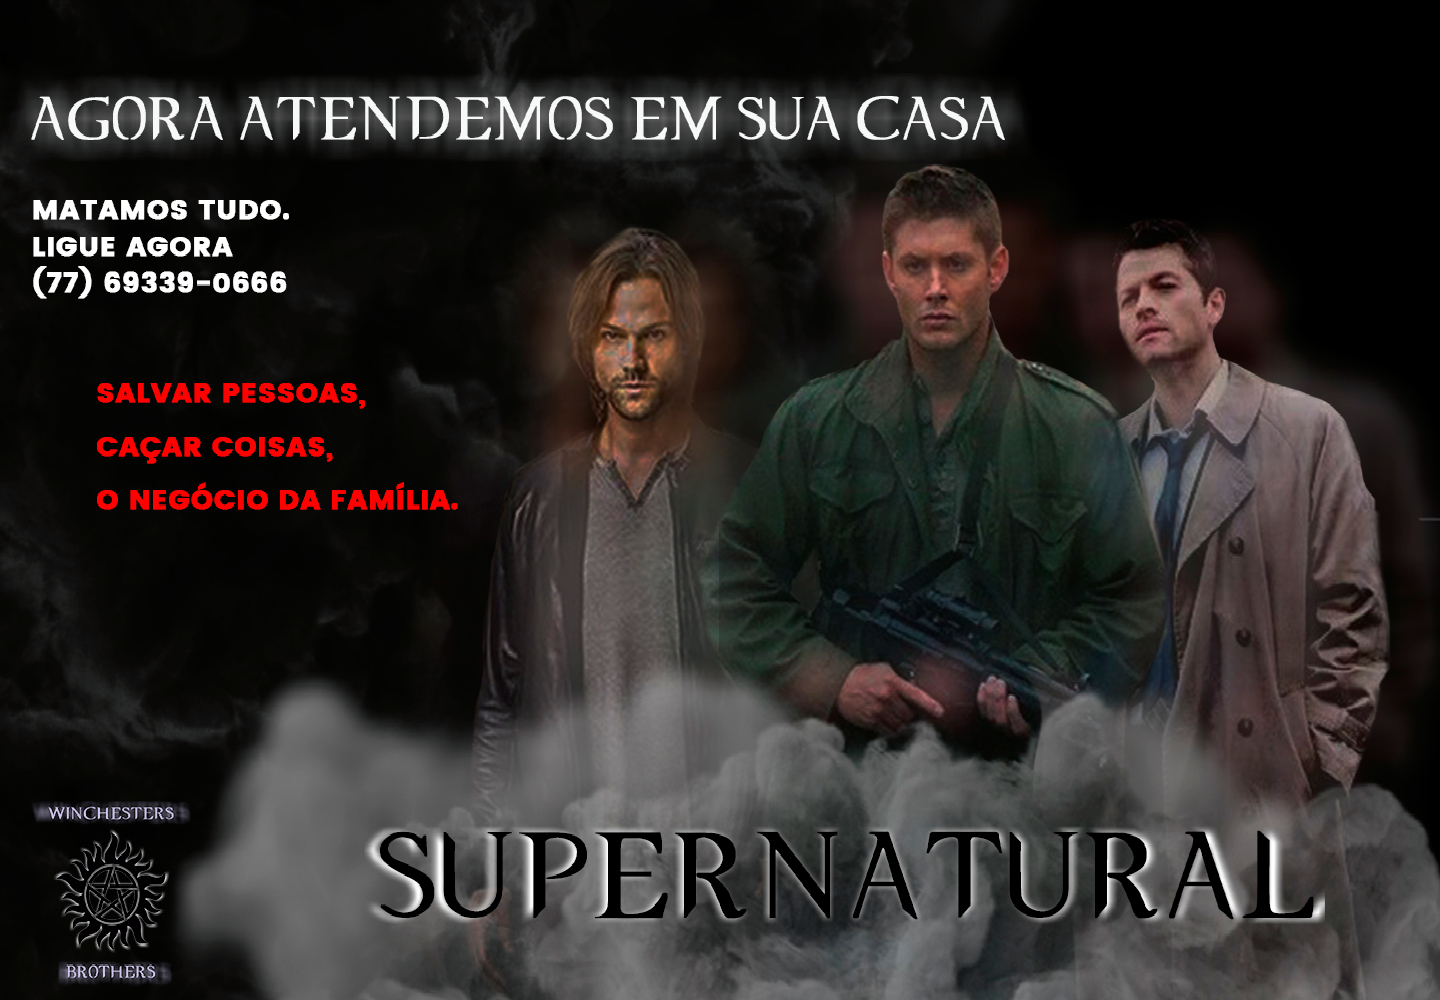 AGORA ATENDEMOS EM SUA CASA
MATAMOS TUDO.
LIGUE AGORA
(77) 69339-0666
SALVAR PESSOAS,
CAÇAR COISAS,
O NEGÓCIO DA FAMÍLIA.
WINCHESTERS
BROTHERS
SUPERNATURAL